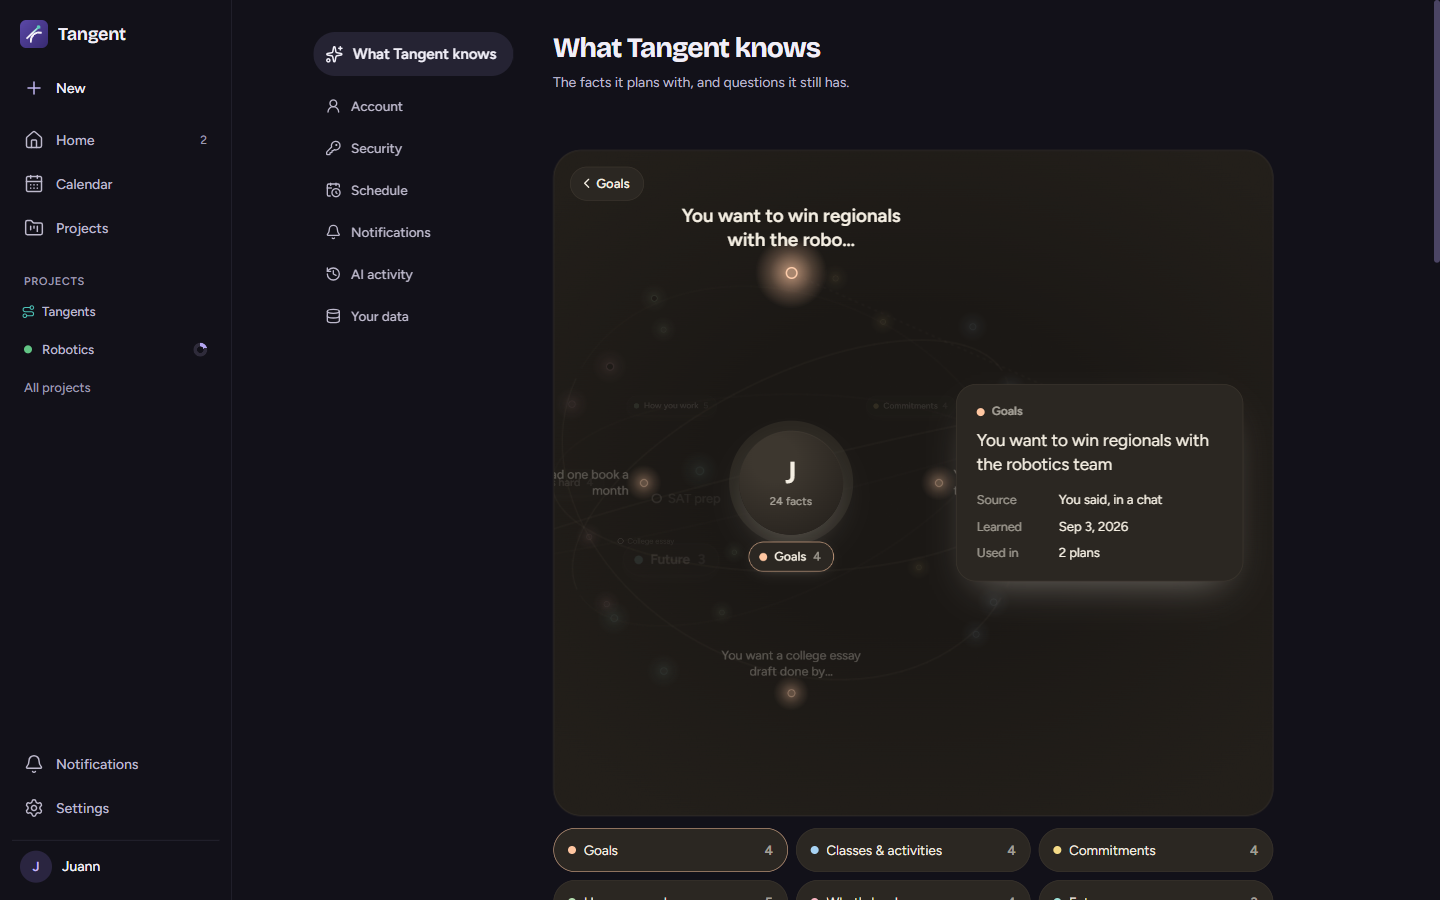 Tangent
New
Home 2
Calendar
Projects
PROJECTS
Tangents
Robotics
All projects
Notifications
Settings
J Juann
What Tangent knows
Account
Security
Schedule
Notifications
AI activity
Your data
What Tangent knows
The facts it plans with, and questions it still has.
Goals
You want to win regionals
with the robo...
How you work
Commitments
one book a
month
hard
SAT prep
J
24 facts
College essay
Future 3
Goals 4
You want a college essay
draft done by...
Goals
You want to win regionals with
the robotics team
Source You said, in a chat
Learned Sep 3, 2026
Used in 2 plans
Goals 4
Classes & activities 4
Commitments 4